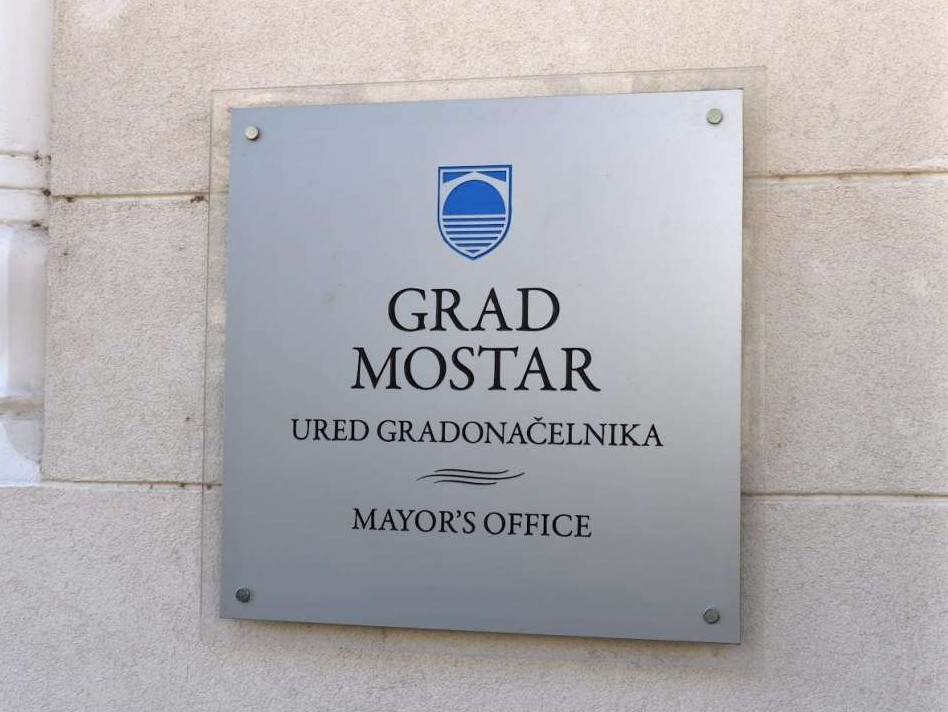 GRAD
MOSTAR
URED GRADONAČELNIKA
MAYOR'S OFFICE